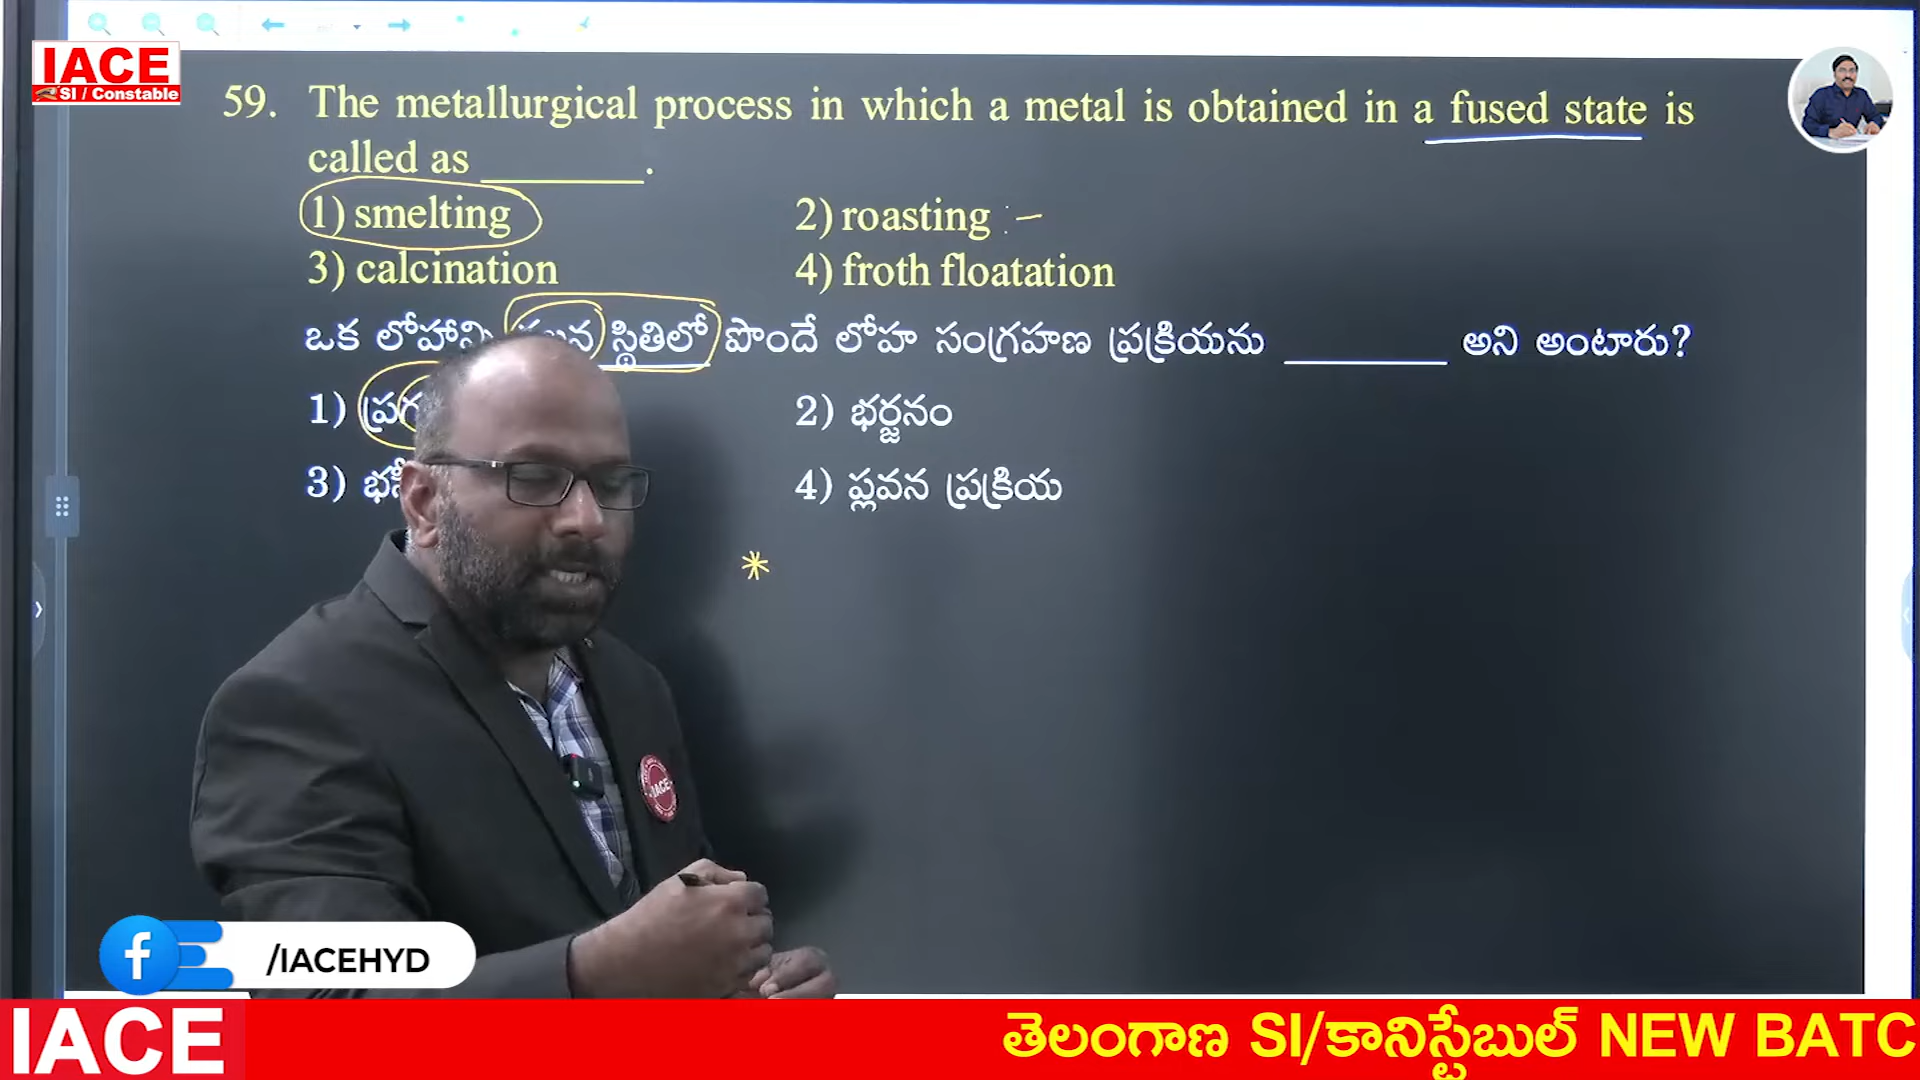 IACE
SI / Constable
59. The metallurgical process in which a metal is obtained in a fused state is
called as ________.
1) smelting
2) roasting :-
3) calcination
4) froth floatation
ఒక లోహాన్ని స్థితిలో పొందే లోహ సంగ్రహణ ప్రక్రియను ________ అని అంటారు?
1)
2) భర్జనం
3)
4) ప్లవన ప్రక్రియ
*
IACE
f /IACEHYD
IACE
తెలంగాణ SI/కానిస్టేబుల్ NEW BATC